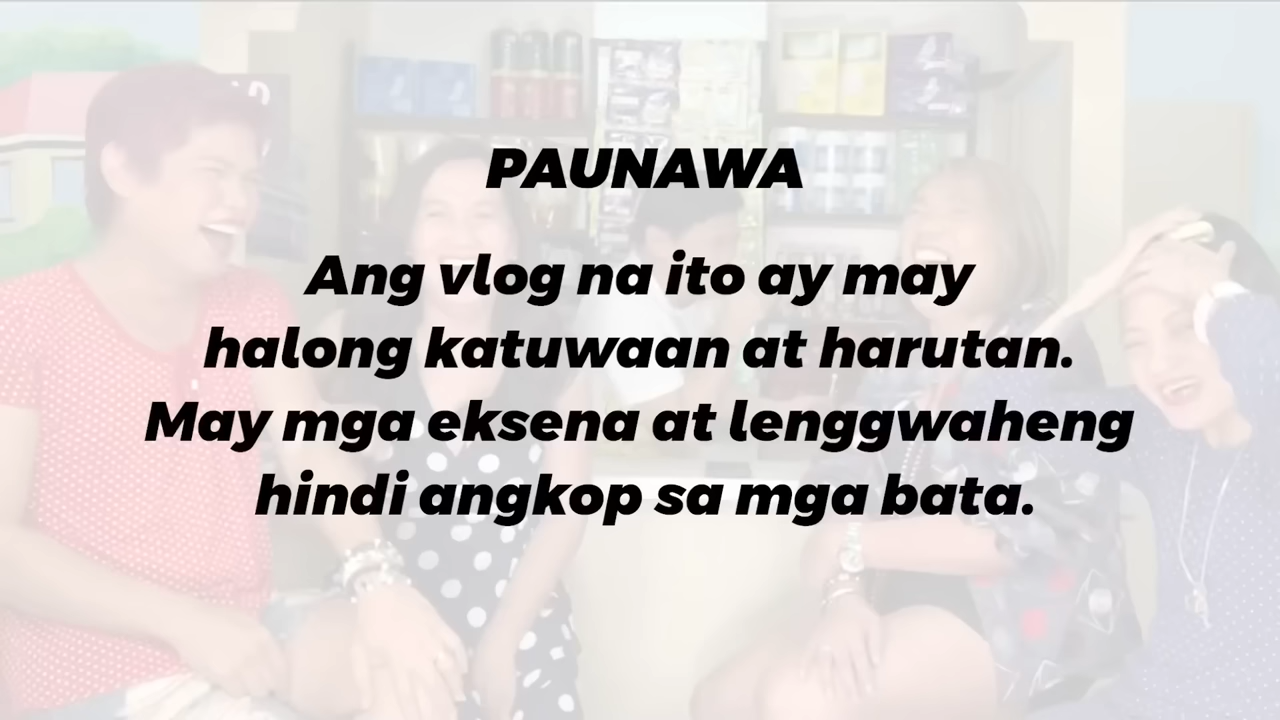 PAUNAWA
Ang vlog na ito ay may
halong katuwaan at harutan.
May mga eksena at lenggwaheng
hindi angkop sa mga bata.